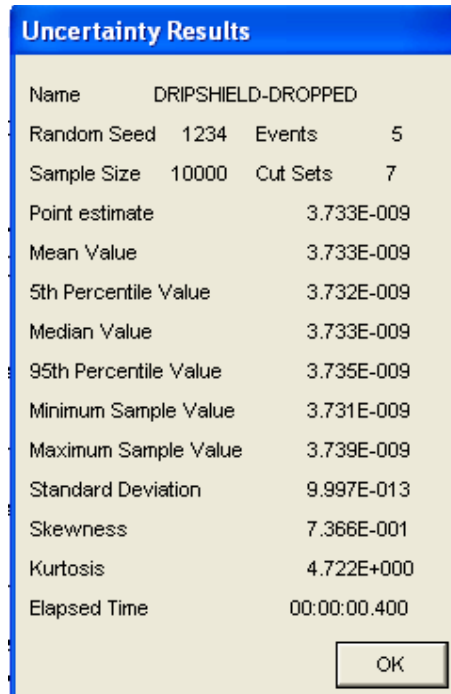 Uncertainty Results
Name DRIPSHIELD-DROPPED
Random Seed 1234 Events 5
Sample Size 10000 Cut Sets 7
Point estimate 3.733E-009
Mean Value 3.733E-009
5th Percentile Value 3.732E-009
Median Value 3.733E-009
95th Percentile Value 3.735E-009
Minimum Sample Value 3.731E-009
Maximum Sample Value 3.739E-009
Standard Deviation 9.997E-013
Skewness 7.366E-001
Kurtosis 4.722E+000
Elapsed Time 00:00:00.400
OK